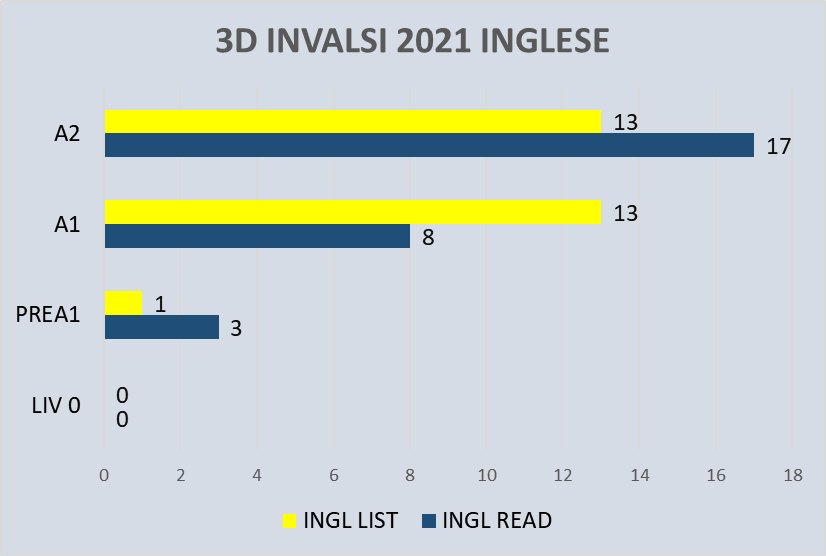 3D INVALSI 2021 INGLESE
A2
13
17
A1
13
8
PREA1
1
3
LIV 0
0
0
0 2 4 6 8 10 12 14 16 18
INGL LIST INGL READ